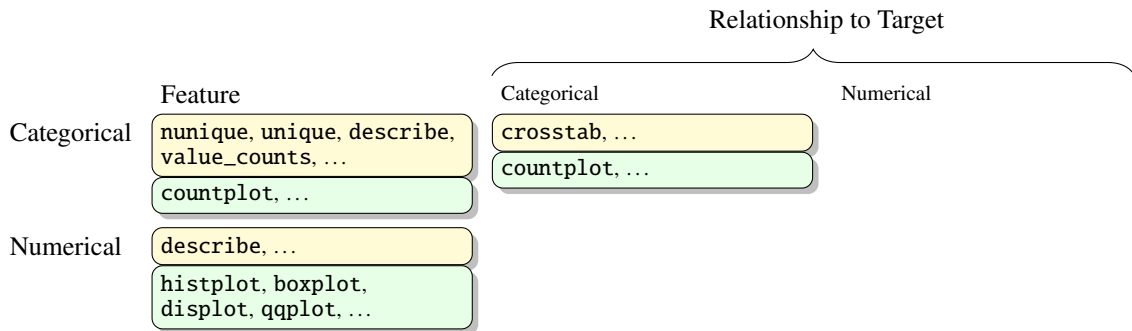 Relationship to Target
Feature
Categorical
Numerical
Categorical
nunique, unique, describe,
value_counts, ...
crosstab, ...
countplot, ...
countplot, ...
Numerical
describe, ...
histplot, boxplot,
displot, qqplot, ...